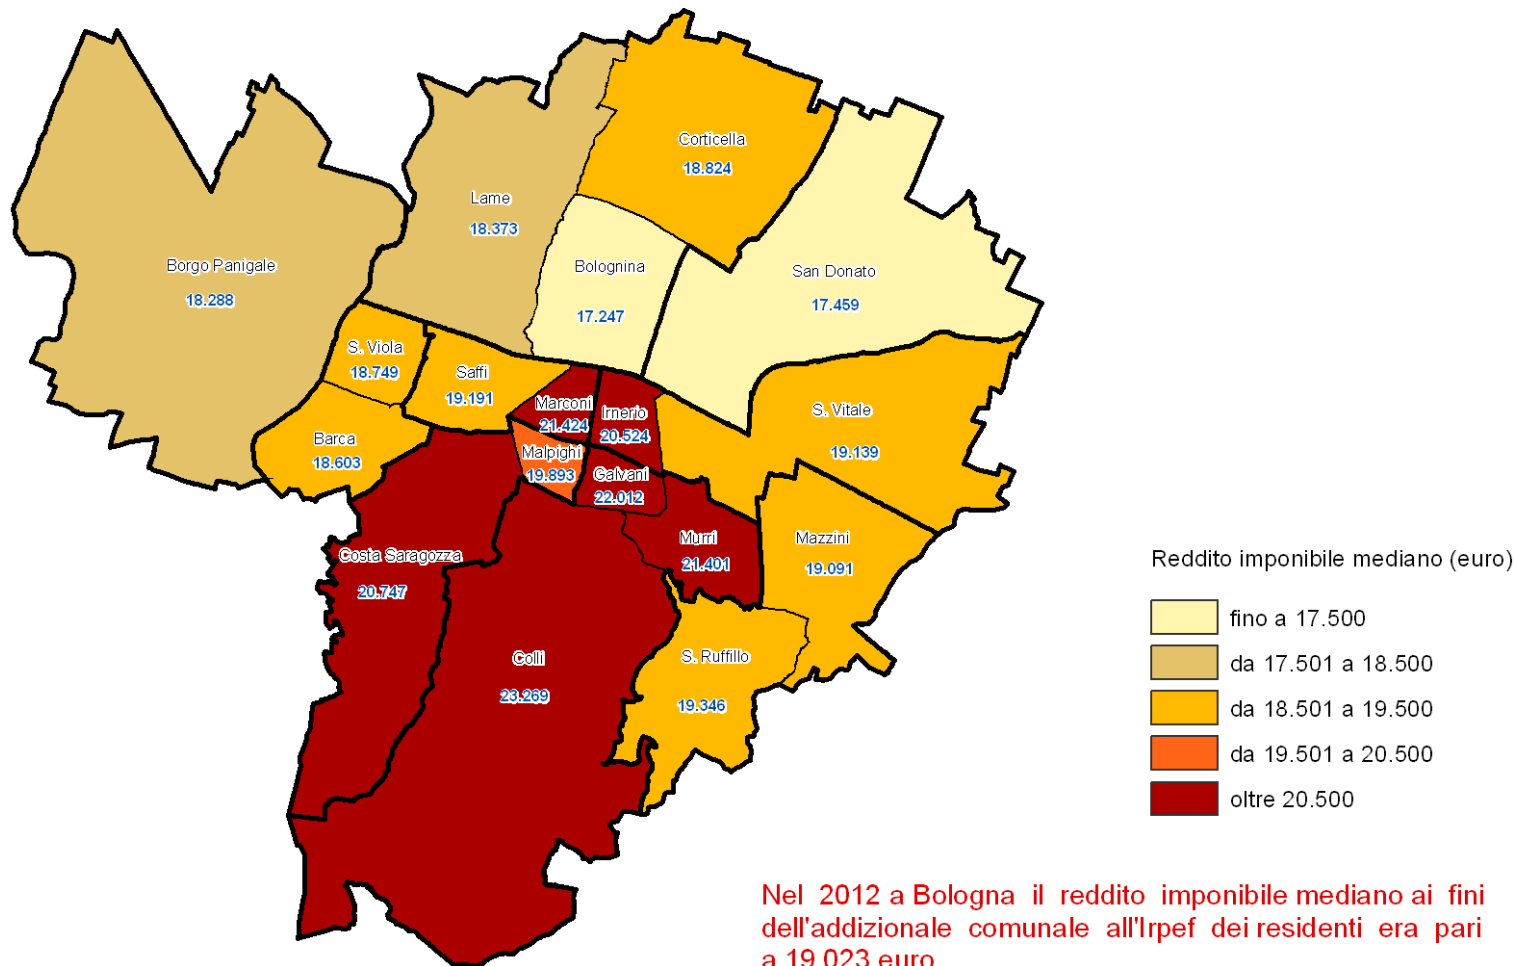 Corticella
18.824
Lame
18.373
Borgo Panigale
18.288
Bolognina
17.247
San Donato
17.459
S. Viola
18.749
Saffi
19.191
Marconi
21.424
Irnerio
20.524
S. Vitale
19.139
Barca
18.603
Malpighi
19.893
Galvani
22.012
Murri
21.401
Mazzini
19.091
Costa Saragozza
20.747
Colli
23.269
S. Ruffillo
19.346
Reddito imponibile mediano (euro)
fino a 17.500
da 17.501 a 18.500
da 18.501 a 19.500
da 19.501 a 20.500
oltre 20.500
Nel 2012 a Bologna il reddito imponibile mediano ai fini
dell'addizionale comunale all'Irpef dei residenti era pari
a 19.023 euro